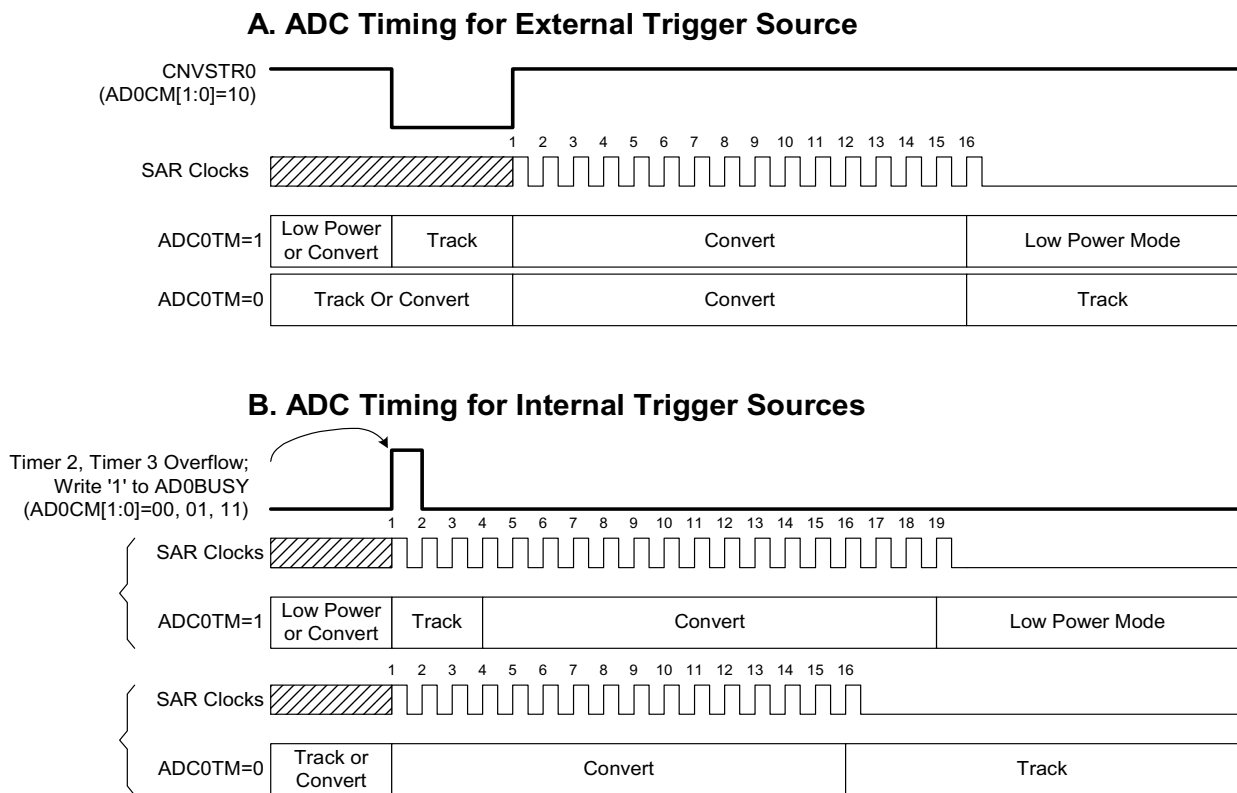 A. ADC Timing for External Trigger Source
CNVSTR0
(AD0CM[1:0]=10)
1 2 3 4 5 6 7 8 9 10 11 12 13 14 15 16
SAR Clocks
ADC0TM=1
Low Power
or Convert
Track
Convert
Low Power Mode
ADC0TM=0
Track Or Convert
Convert
Track
B. ADC Timing for Internal Trigger Sources
Timer 2, Timer 3 Overflow;
Write '1' to AD0BUSY
(AD0CM[1:0]=00, 01, 11)
1 2 3 4 5 6 7 8 9 10 11 12 13 14 15 16 17 18 19
SAR Clocks
ADC0TM=1
Low Power
or Convert
Track
Convert
Low Power Mode
1 2 3 4 5 6 7 8 9 10 11 12 13 14 15 16
SAR Clocks
ADC0TM=0
Track or
Convert
Convert
Track